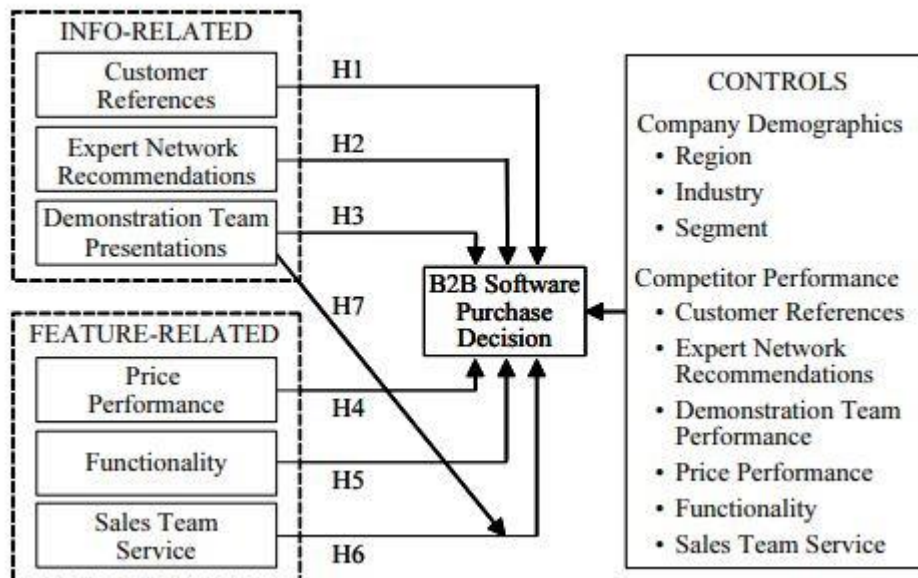 INFO-RELATED
Customer
References
Expert Network
Recommendations
Demonstration Team
Presentations
FEATURE-RELATED
Price
Performance
Functionality
Sales Team
Service
H1
H2
H3
H7
H4
H5
H6
B2B Software
Purchase
Decision
CONTROLS
Company Demographics
• Region
• Industry
• Segment
Competitor Performance
• Customer References
• Expert Network
Recommendations
• Demonstration Team
Performance
• Price Performance
• Functionality
• Sales Team Service